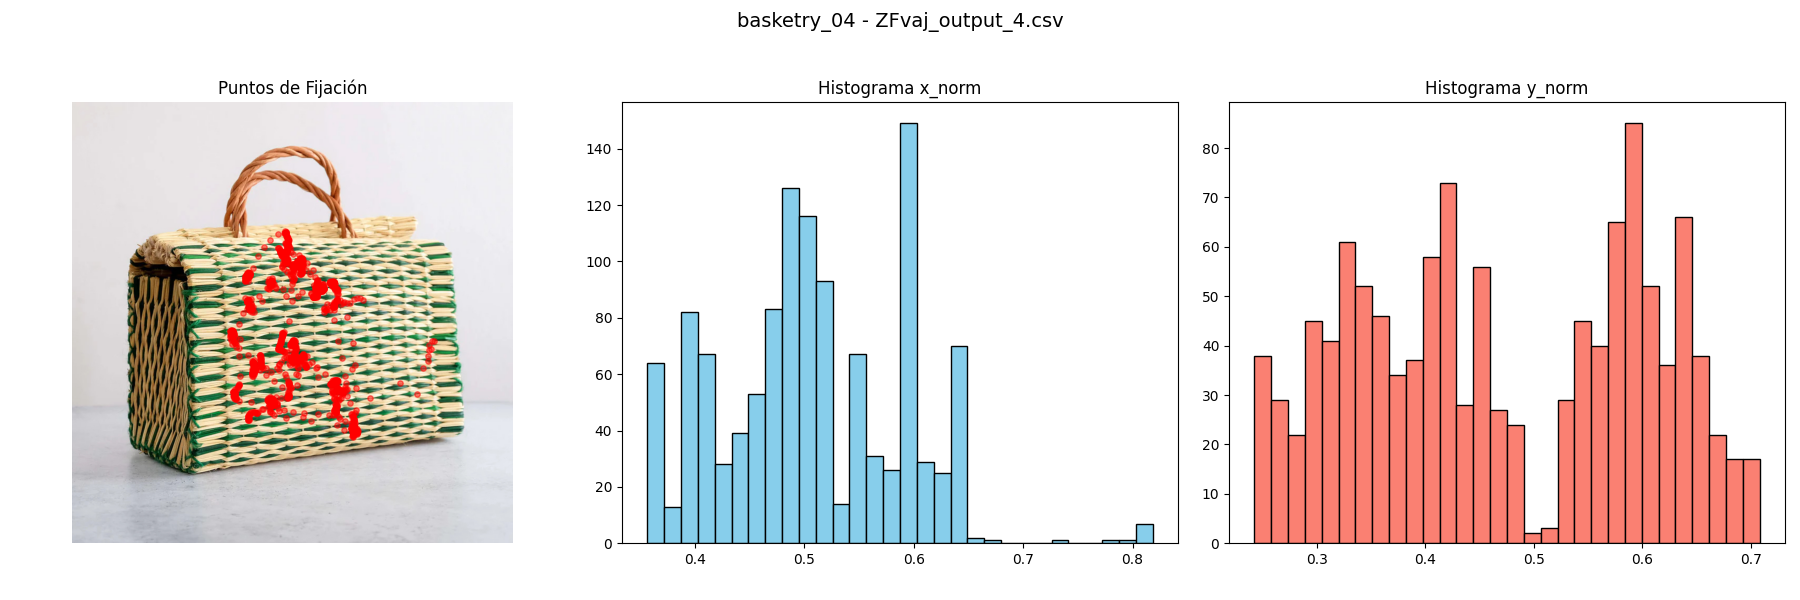 basketry_04 - ZFvaj_output_4.csv
Puntos de Fijación
Histograma x_norm
Histograma y_norm
140
120
100
80
60
40
20
0
0.4 0.5 0.6 0.7 0.8
80
70
60
50
40
30
20
10
0
0.3 0.4 0.5 0.6 0.7